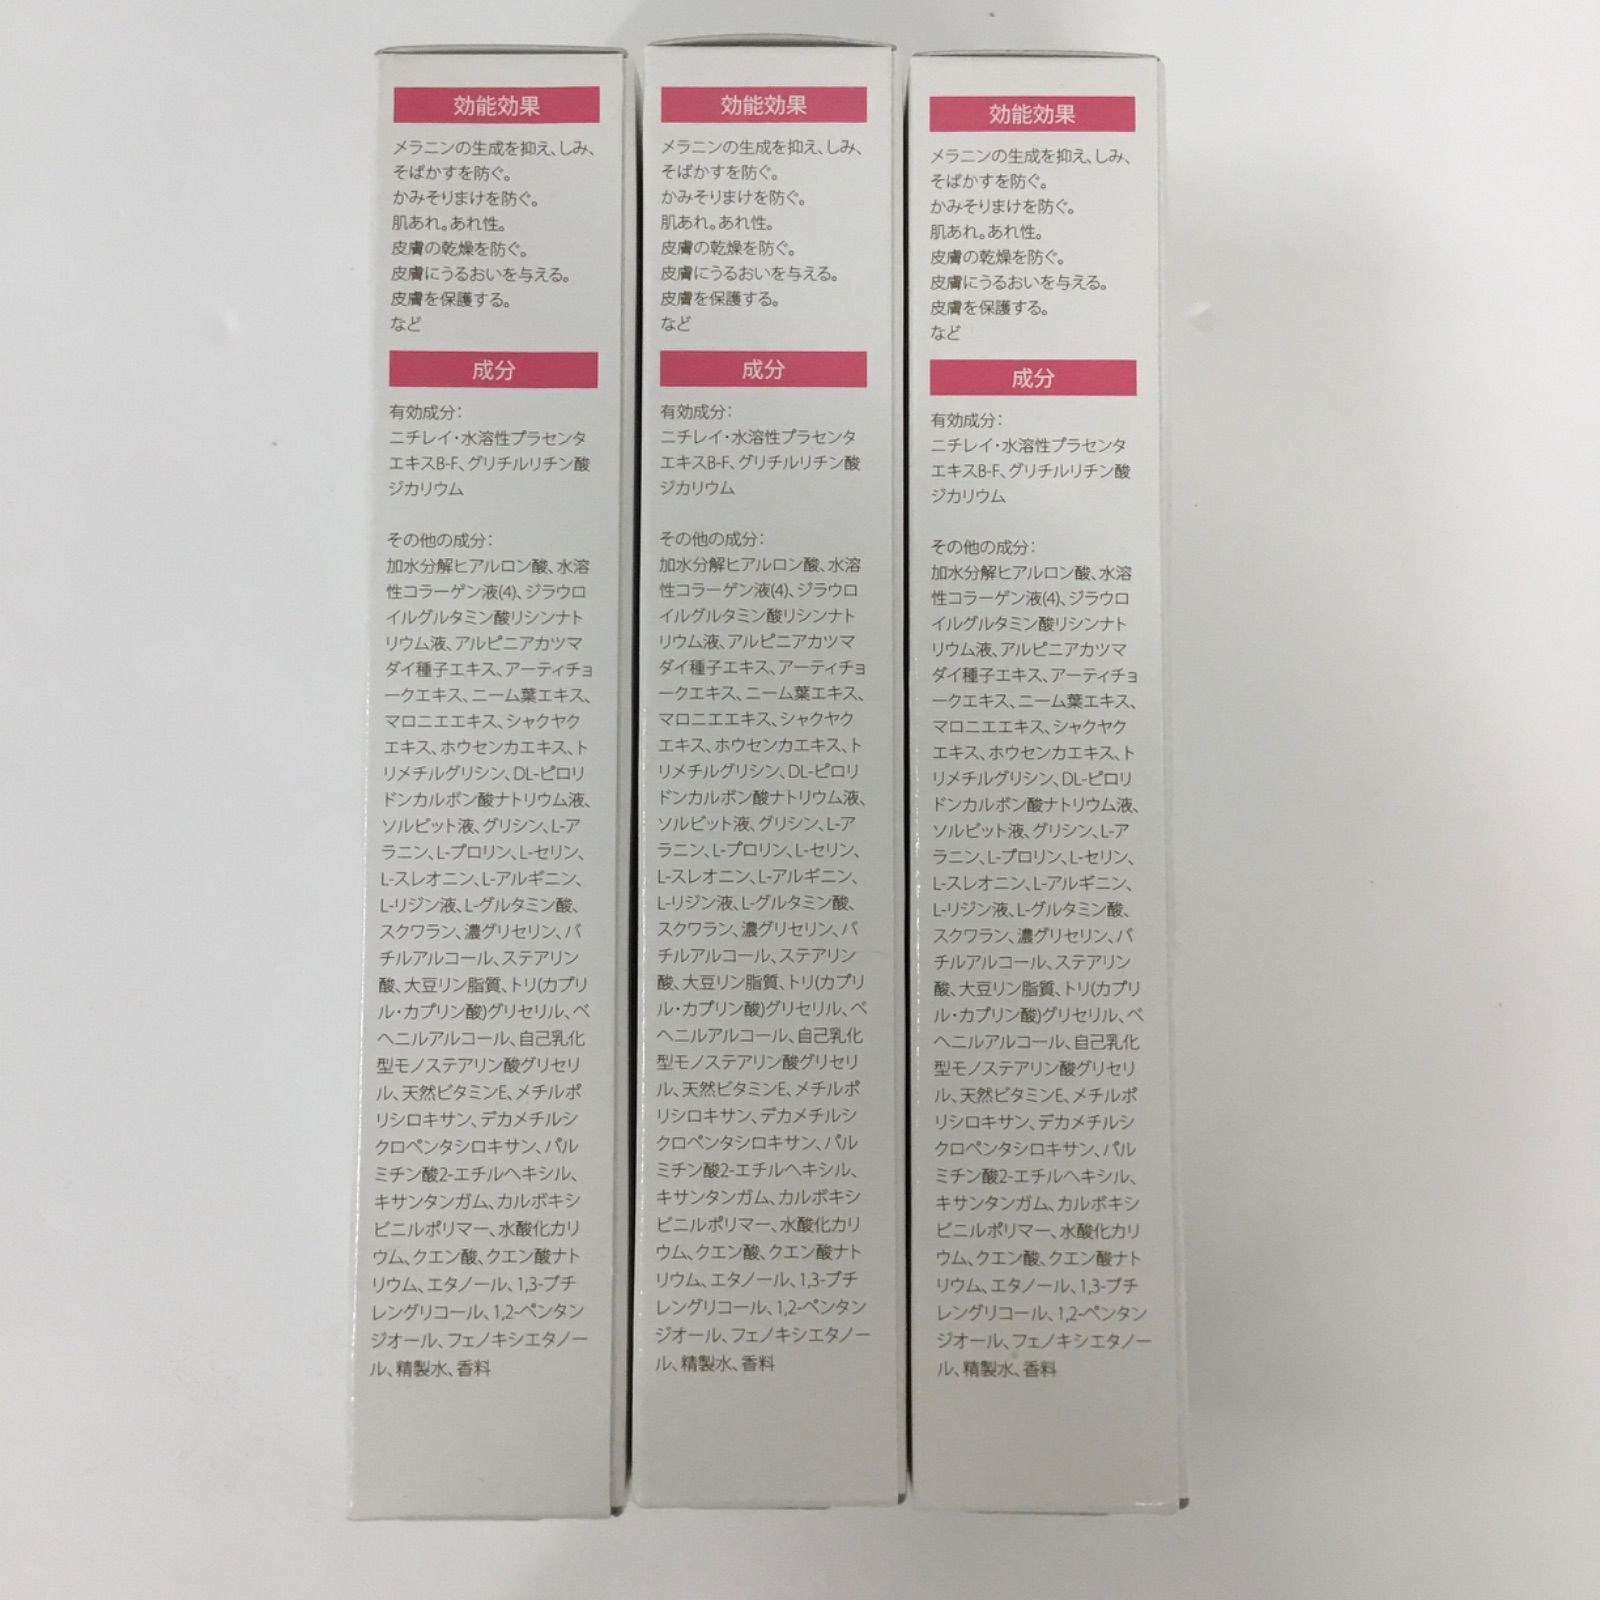 効能効果
メラニンの生成を抑え、しみ、
そばかすを防ぐ。
かみそりまけを防ぐ。
肌あれ。あれ性。
皮膚の乾燥を防ぐ。
皮膚にうるおいを与える。
皮膚を保護する。
など
成分
有効成分：
ニチレイ・水溶性プラセンタ
エキスB-F、グリチルリチン酸
ジカリウム
その他の成分：
加水分解ヒアルロン酸、水溶
性コラーゲン液(4)、ジラウロ
イルグルタミン酸リシンナト
リウム液、アルピニアカツマ
ダイ種子エキス、アーティチョ
ークエキス、ニーム葉エキス、
マロニエエキス、シャクヤク
エキス、ホウセンカエキス、ト
リメチルグリシン、DL-ピロリ
ドンカルボン酸ナトリウム液、
ソルビット液、グリシン、L-ア
ラニン、L-プロリン、L-セリン、
L-スレオニン、L-アルギニン、
L-リジン液、L-グルタミン酸、
スクワラン、濃グリセリン、バ
チルアルコール、ステアリン
酸、大豆リン脂質、トリ(カプリ
ル・カプリン酸)グリセリル、ベ
ヘニルアルコール、自己乳化
型モノステアリン酸グリセリ
ル、天然ビタミンE、メチルポ
リシロキサン、デカメチルシ
クロペンタシロキサン、パル
ミチン酸2-エチルヘキシル、
キサンタンガム、カルボキシ
ビニルポリマー、水酸化カリ
ウム、クエン酸、クエン酸ナト
リウム、エタノール、1,3-ブチ
レングリコール、1,2-ペンタン
ジオール、フェノキシエタノー
ル、精製水、香料
効能効果
メラニンの生成を抑え、しみ、
そばかすを防ぐ。
かみそりまけを防ぐ。
肌あれ。あれ性。
皮膚の乾燥を防ぐ。
皮膚にうるおいを与える。
皮膚を保護する。
など
成分
有効成分：
ニチレイ・水溶性プラセンタ
エキスB-F、グリチルリチン酸
ジカリウム
その他の成分：
加水分解ヒアルロン酸、水溶
性コラーゲン液(4)、ジラウロ
イルグルタミン酸リシンナト
リウム液、アルピニアカツマ
ダイ種子エキス、アーティチョ
ークエキス、ニーム葉エキス、
マロニエエキス、シャクヤク
エキス、ホウセンカエキス、ト
リメチルグリシン、DL-ピロリ
ドンカルボン酸ナトリウム液、
ソルビット液、グリシン、L-ア
ラニン、L-プロリン、L-セリン、
L-スレオニン、L-アルギニン、
L-リジン液、L-グルタミン酸、
スクワラン、濃グリセリン、バ
チルアルコール、ステアリン
酸、大豆リン脂質、トリ(カプリ
ル・カプリン酸)グリセリル、ベ
ヘニルアルコール、自己乳化
型モノステアリン酸グリセリ
ル、天然ビタミンE、メチルポ
リシロキサン、デカメチルシ
クロペンタシロキサン、パル
ミチン酸2-エチルヘキシル、
キサンタンガム、カルボキシ
ビニルポリマー、水酸化カリ
ウム、クエン酸、クエン酸ナト
リウム、エタノール、1,3-ブチ
レングリコール、1,2-ペンタン
ジオール、フェノキシエタノー
ル、精製水、香料
効能効果
メラニンの生成を抑え、しみ、
そばかすを防ぐ。
かみそりまけを防ぐ。
肌あれ。あれ性。
皮膚の乾燥を防ぐ。
皮膚にうるおいを与える。
皮膚を保護する。
など
成分
有効成分：
ニチレイ・水溶性プラセンタ
エキスB-F、グリチルリチン酸
ジカリウム
その他の成分：
加水分解ヒアルロン酸、水溶
性コラーゲン液(4)、ジラウロ
イルグルタミン酸リシンナト
リウム液、アルピニアカツマ
ダイ種子エキス、アーティチョ
ークエキス、ニーム葉エキス、
マロニエエキス、シャクヤク
エキス、ホウセンカエキス、ト
リメチルグリシン、DL-ピロリ
ドンカルボン酸ナトリウム液、
ソルビット液、グリシン、L-ア
ラニン、L-プロリン、L-セリン、
L-スレオニン、L-アルギニン、
L-リジン液、L-グルタミン酸、
スクワラン、濃グリセリン、バ
チルアルコール、ステアリン
酸、大豆リン脂質、トリ(カプリ
ル・カプリン酸)グリセリル、ベ
ヘニルアルコール、自己乳化
型モノステアリン酸グリセリ
ル、天然ビタミンE、メチルポ
リシロキサン、デカメチルシ
クロペンタシロキサン、パル
ミチン酸2-エチルヘキシル、
キサンタンガム、カルボキシ
ビニルポリマー、水酸化カリ
ウム、クエン酸、クエン酸ナト
リウム、エタノール、1,3-ブチ
レングリコール、1,2-ペンタン
ジオール、フェノキシエタノー
ル、精製水、香料